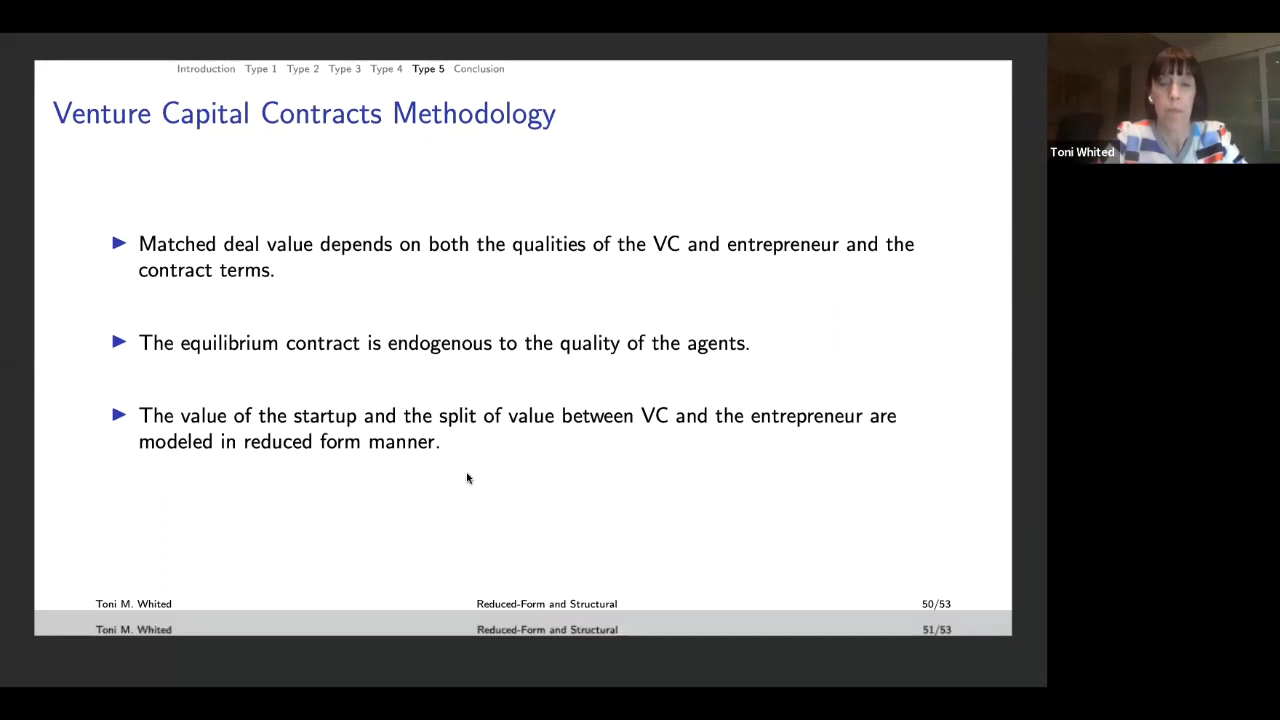 Introduction Type 1 Type 2 Type 3 Type 4 Type 5 Conclusion
Venture Capital Contracts Methodology
Matched deal value depends on both the qualities of the VC and entrepreneur and the
contract terms.
The equilibrium contract is endogenous to the quality of the agents.
The value of the startup and the split of value between VC and the entrepreneur are
modeled in reduced form manner.
Toni M. Whited Reduced-Form and Structural 50/53
Toni M. Whited Reduced-Form and Structural 51/53
Toni Whited